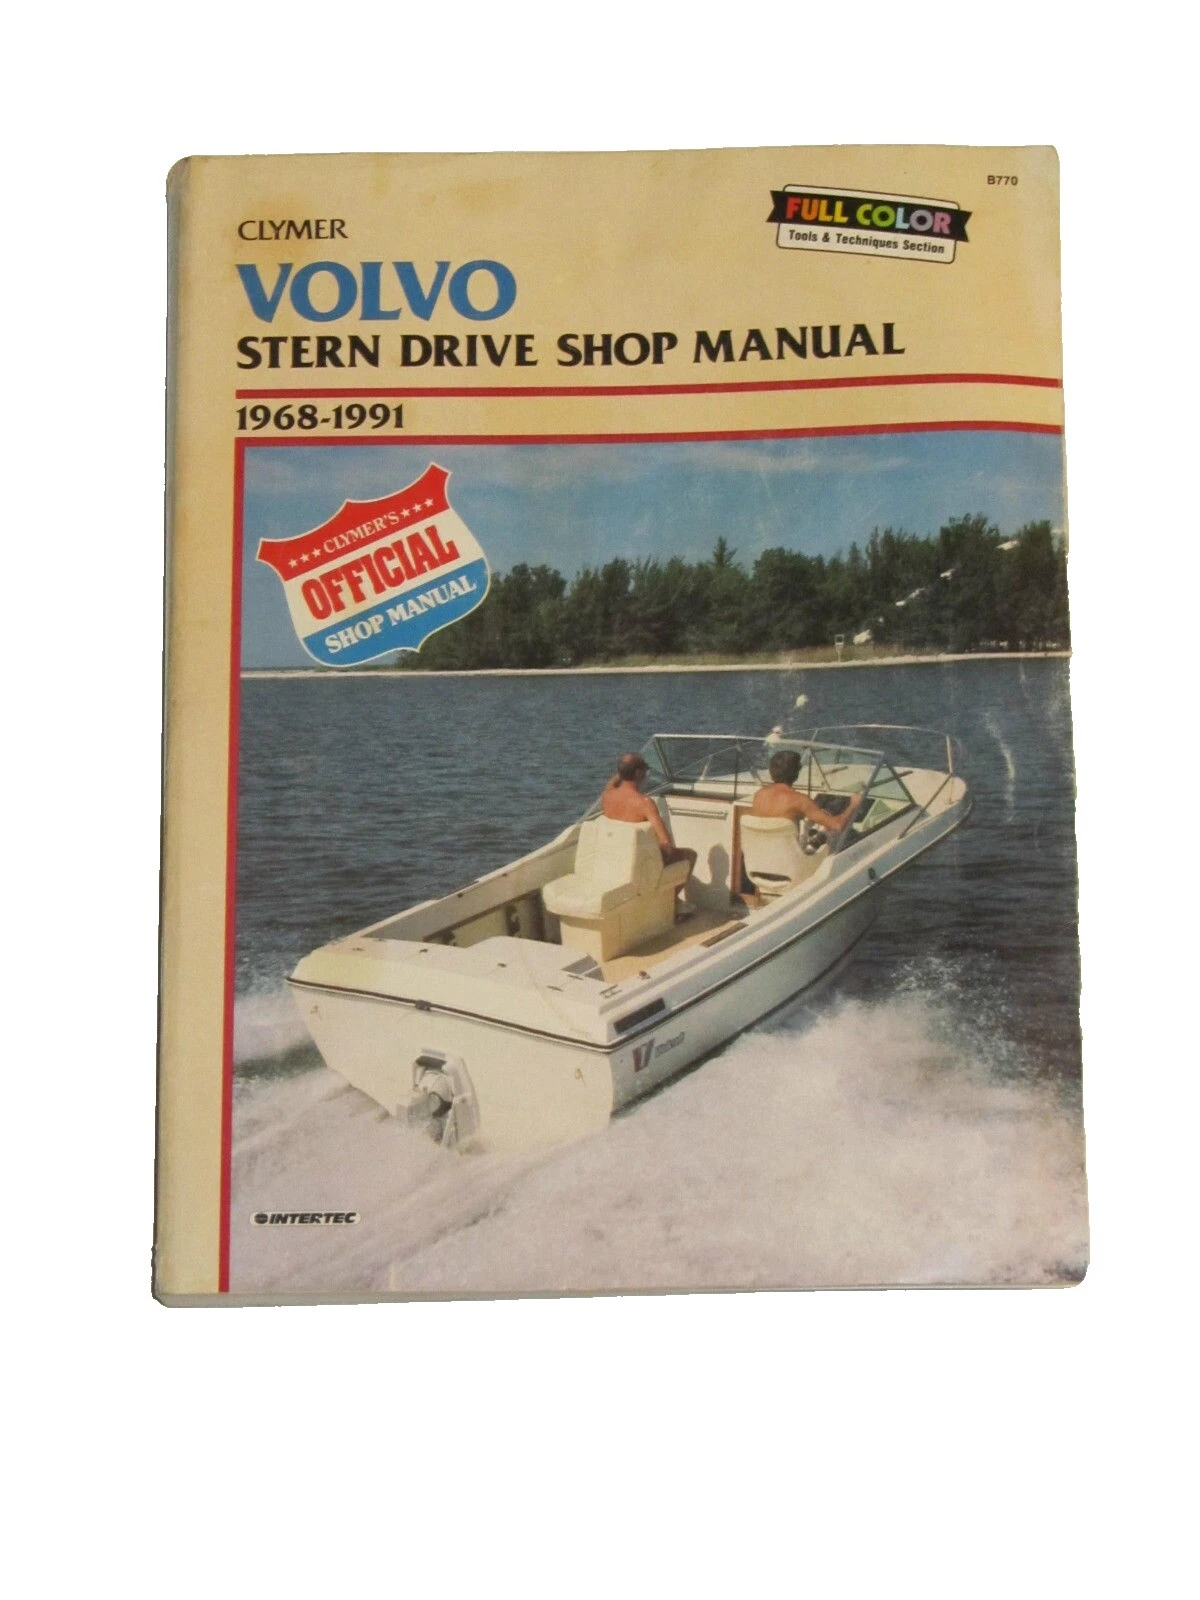 B770
FULL COLOR
Tools & Techniques Section
CLYMER
VOLVO
STERN DRIVE SHOP MANUAL
1968-1991
★★★CLYMER'S★★★
OFFICIAL
SHOP MANUAL
INTERTEC